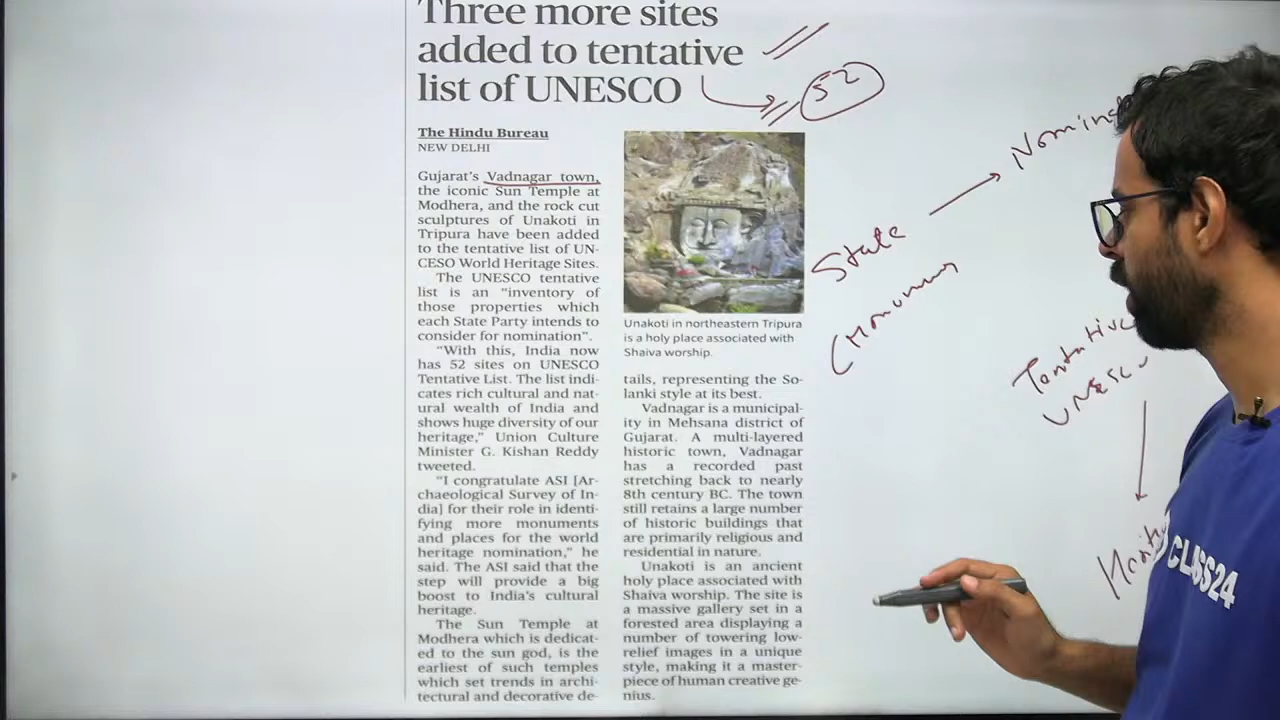 Three more sites
added to tentative
list of UNESCO
52
The Hindu Bureau
NEW DELHI
Gujarat's Vadnagar town,
the iconic Sun Temple at
Modhera, and the rock cut
sculptures of Unakoti in
Tripura have been added
to the tentative list of UN-
CESO World Heritage Sites.
The UNESCO tentative
list is an "inventory of
those properties which
each State Party intends to
consider for nomination".
"With this, India now
has 52 sites on UNESCO
Tentative List. The list indi-
cates rich cultural and nat-
ural wealth of India and
shows huge diversity of our
heritage," Union Culture
Minister G. Kishan Reddy
tweeted.
"I congratulate ASI [Ar-
chaeological Survey of In-
dia] for their role in identi-
fying more monuments
and places for the world
heritage nomination," he
said. The ASI said that the
step will provide a big
boost to India's cultural
heritage.
The Sun Temple at
Modhera which is dedicat-
ed to the sun god, is the
earliest of such temples
which set trends in archi-
tectural and decorative de-
Unakoti in northeastern Tripura
is a holy place associated with
Shaiva worship.
tails, representing the So-
lanki style at its best.
Vadnagar is a municipal-
ity in Mehsana district of
Gujarat. A multi-layered
historic town, Vadnagar
has a recorded past
stretching back to nearly
8th century BC. The town
still retains a large number
of historic buildings that
are primarily religious and
residential in nature.
Unakoti is an ancient
holy place associated with
Shaiva worship. The site is
a massive gallery set in a
forested area displaying a
number of towering low-
relief images in a unique
style, making it a master-
piece of human creative ge-
nius.
State
Tentative
UNESCO
CLASS24